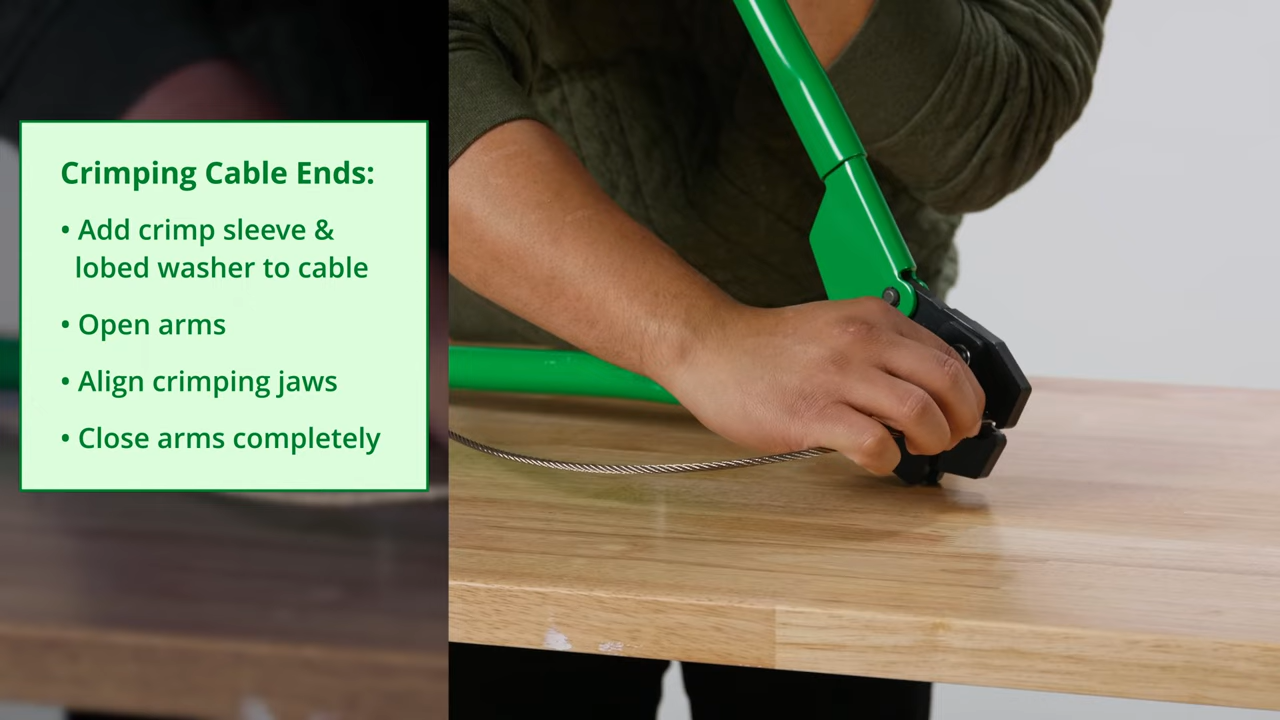 Crimping Cable Ends:
• Add crimp sleeve &
lobed washer to cable
• Open arms
• Align crimping jaws
• Close arms completely